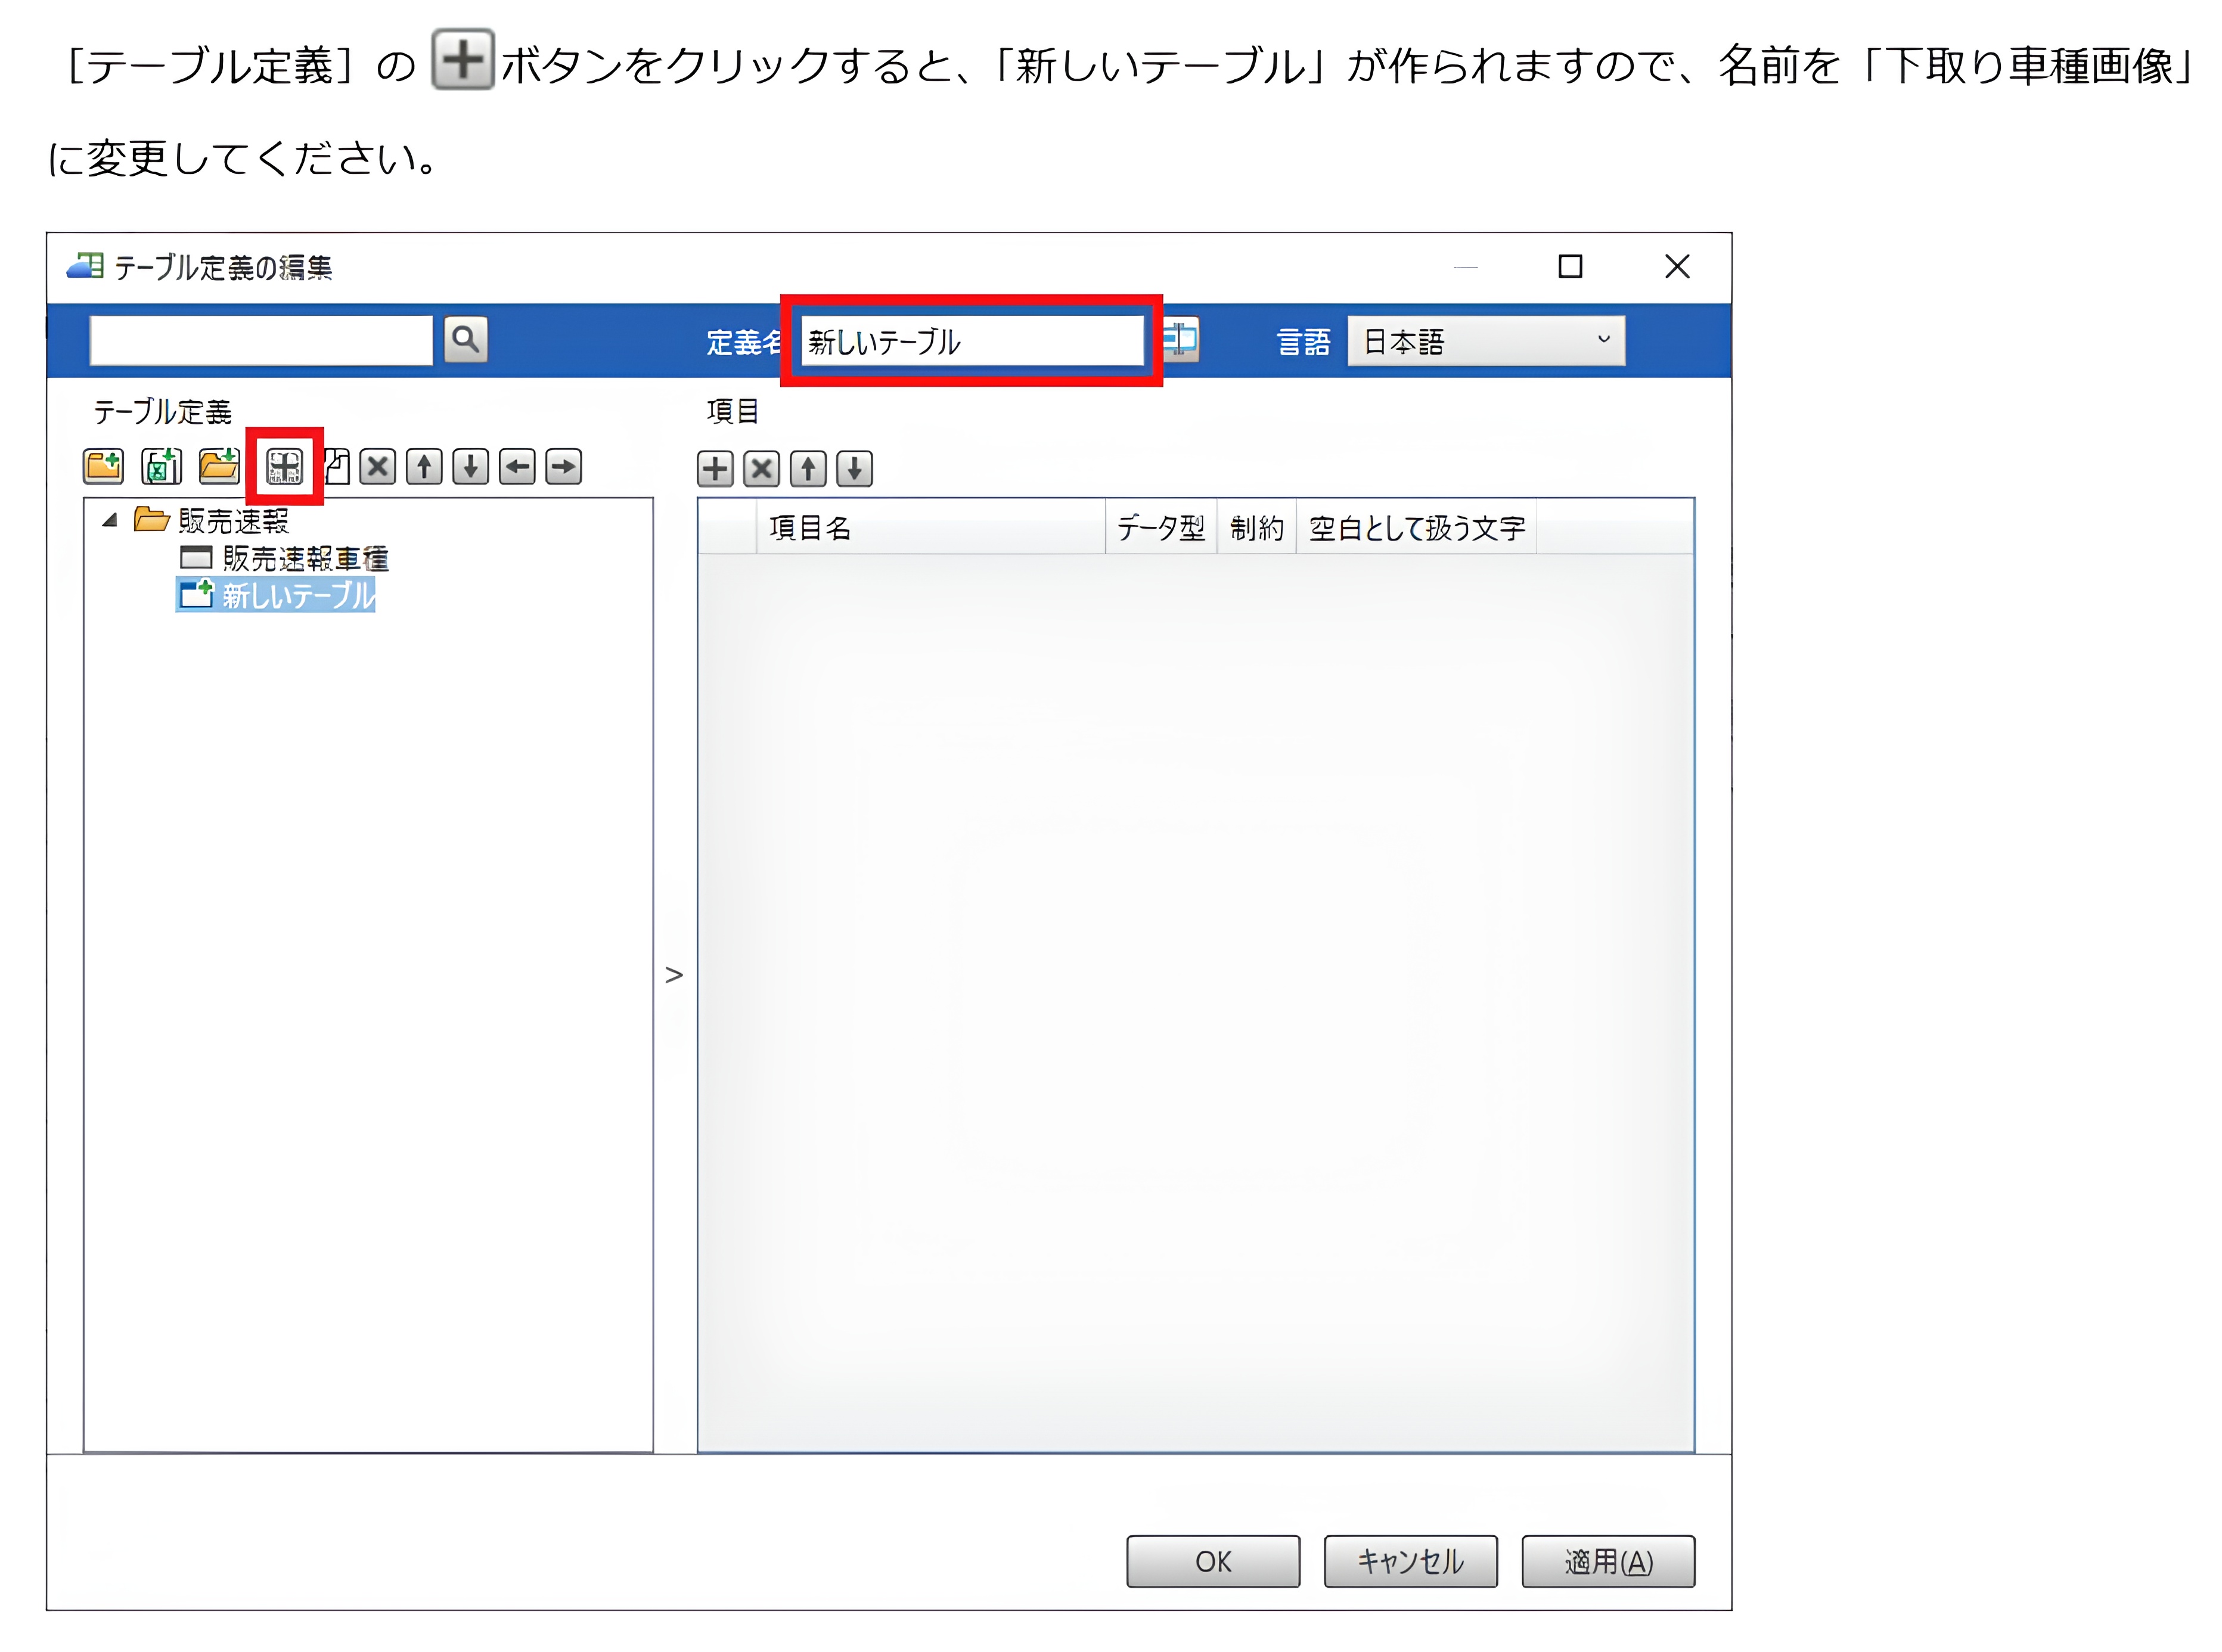 ［テーブル定義］の ボタンをクリックすると、「新しいテーブル」が作られますので、名前を「下取り車種画像」
に変更してください。
テーブル定義の編集
定義名 新しいテーブル 言語 日本語
テーブル定義 項目
項目名 データ型 制約 空白として扱う文字
販売速報
販売速報車種
新しいテーブル
>
OK キャンセル 適用(A)